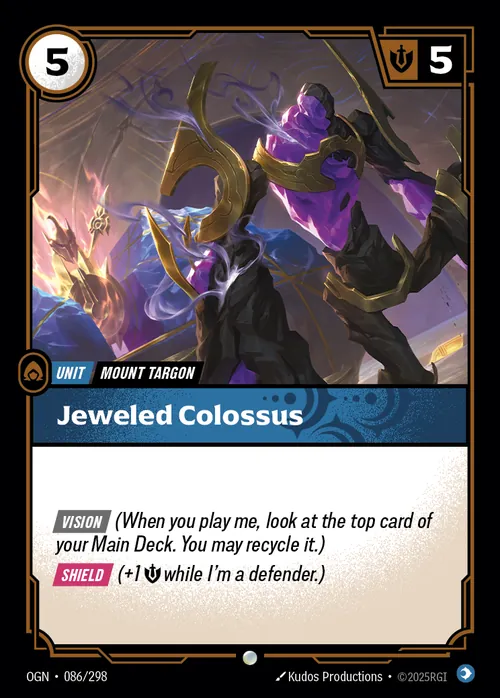 5
5
UNIT MOUNT TARGON
Jeweled Colossus
VISION (When you play me, look at the top card of
your Main Deck. You may recycle it.)
SHIELD (+1 while I'm a defender.)
OGN • 086/298 Kudos Productions • ©2025RGI